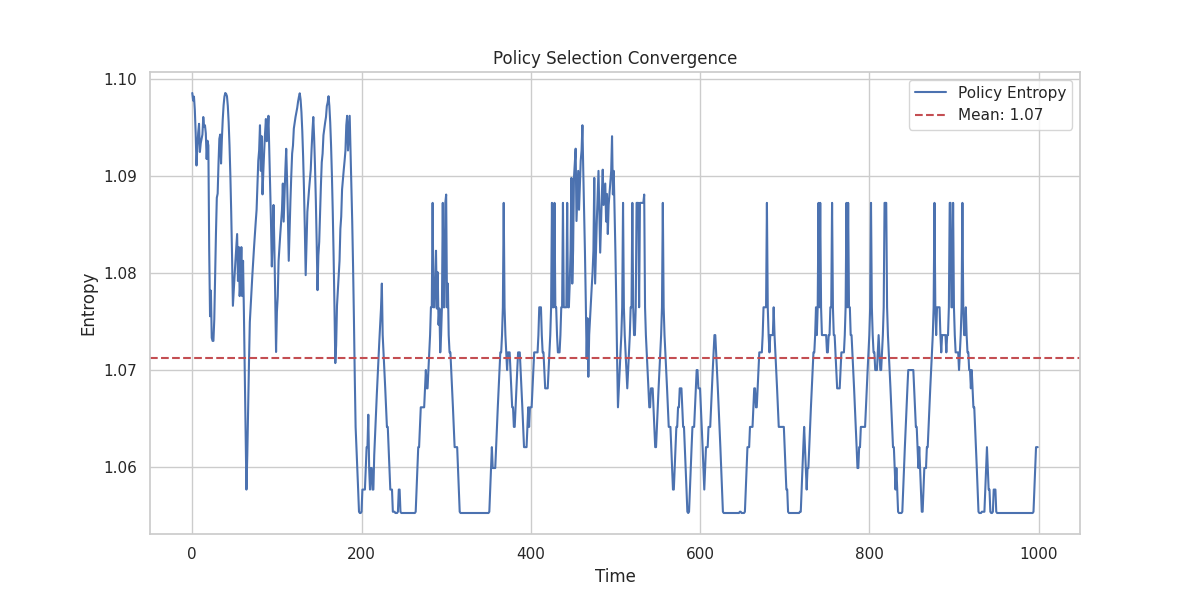 Policy Selection Convergence
1.10
1.09
1.08
1.07
1.06
Entropy
Policy Entropy
Mean: 1.07
0
200
400
600
800
1000
Time